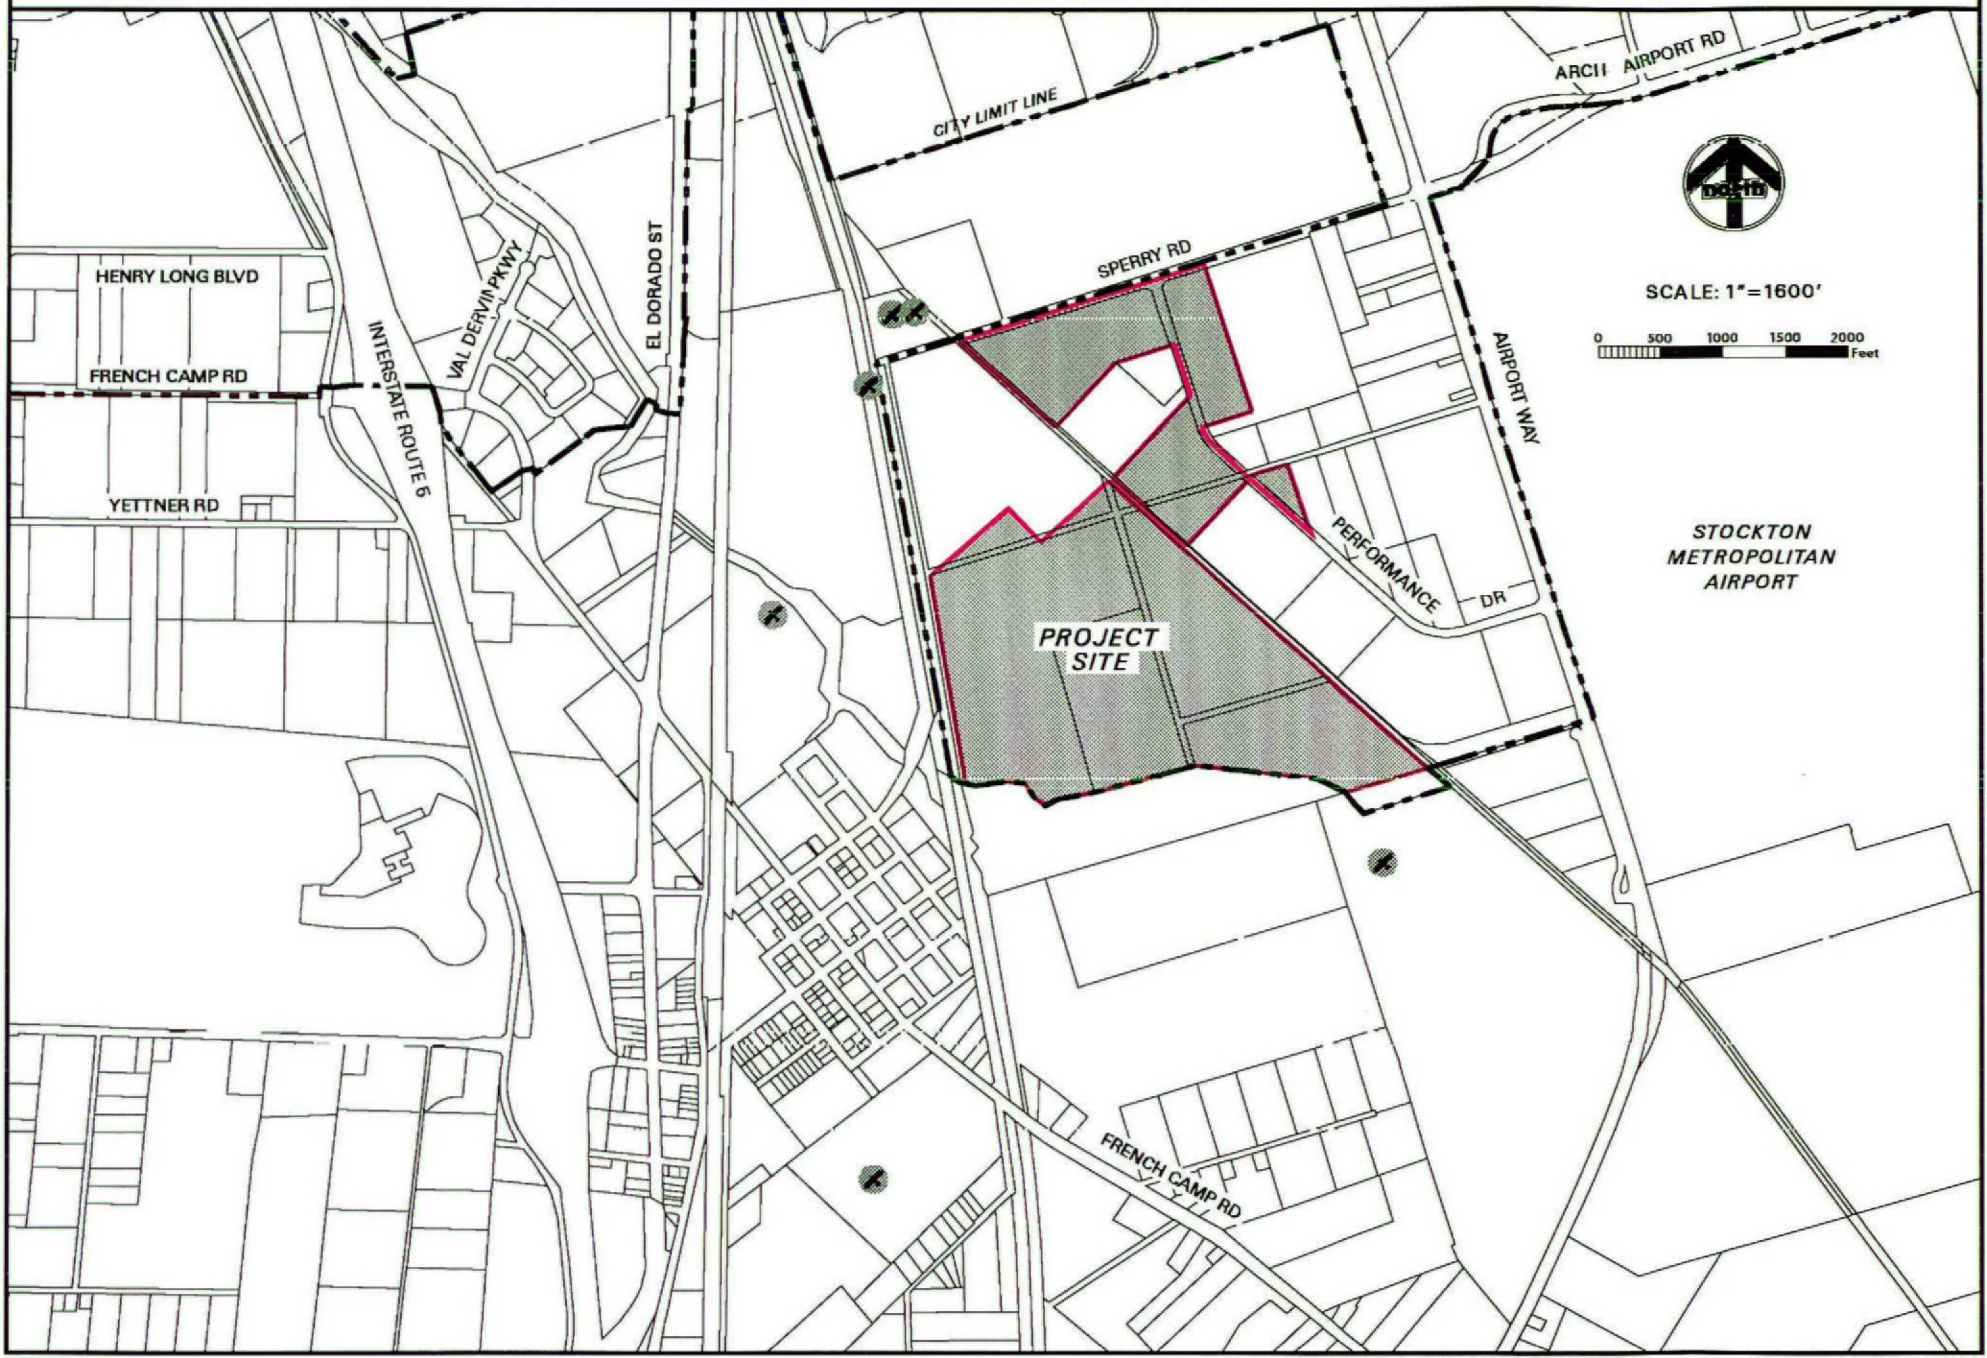 ARCH AIRPORT RD
CITY LIMIT LINE
north
SPERRY RD
HENRY LONG BLVD
VAL DERVIN PKWY
EL DORADO ST
SCALE: 1"=1600'
0 500 1000 1500 2000
Feet
INTERSTATE ROUTE 6
FRENCH CAMP RD
AIRPORT WAY
YETTNER RD
STOCKTON
METROPOLITAN
AIRPORT
PERFORMANCE DR
PROJECT
SITE
FRENCH CAMP RD